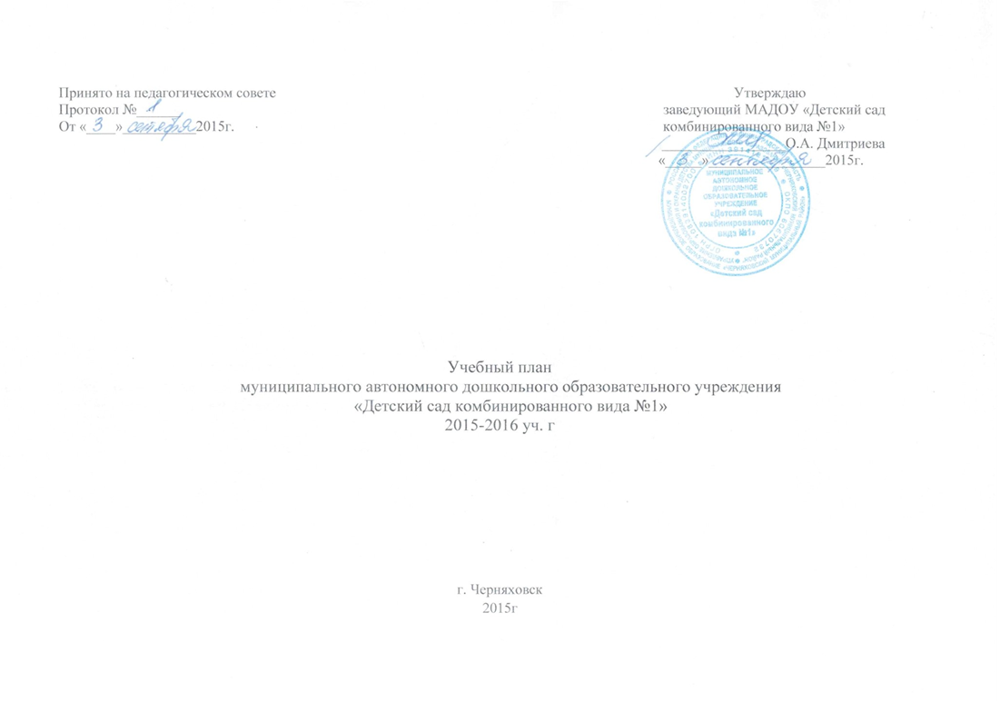 Принято на педагогическом совете
Протокол № 1
От « 3 » сентября 2015г.
Утверждаю
заведующий МАДОУ «Детский сад
комбинированного вида №1»
О.А. Дмитриева
« 3 » сентября 2015г.
МУНИЦИПАЛЬНОЕ
АВТОНОМНОЕ
ДОШКОЛЬНОЕ
ОБРАЗОВАТЕЛЬНОЕ
УЧРЕЖДЕНИЕ
«Детский сад
комбинированного
вида №1»
Учебный план
муниципального автономного дошкольного образовательного учреждения
«Детский сад комбинированного вида №1»
2015-2016 уч. г
г. Черняховск
2015г